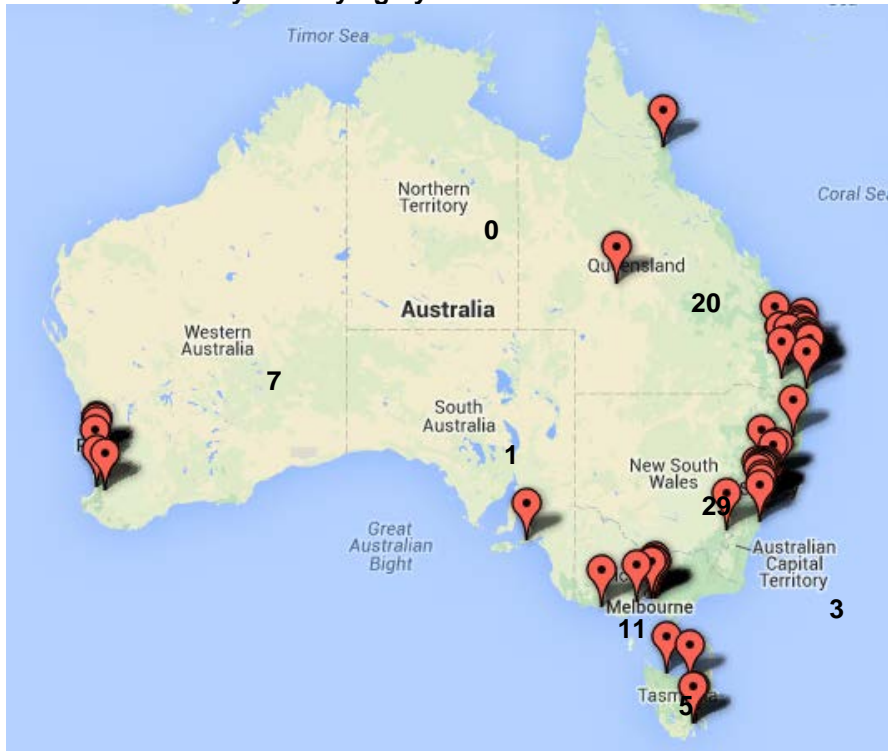 Timor Sea
Northern
Territory
0
Coral Sea
Queensland
20
Australia
Western
Australia
7
South
Australia
1
New South
Wales
29
Great
Australian
Bight
Australian
Capital
Territory
3
Melbourne
11
5